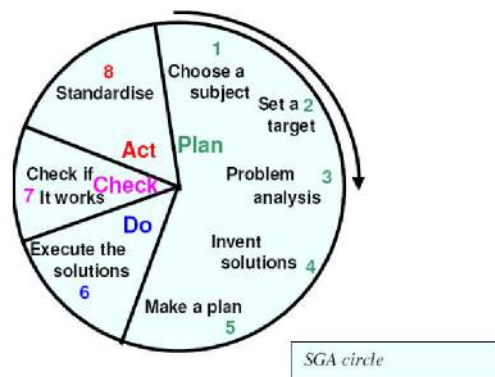 1
Choose a
subject
Set a 2
target
Problem 3
analysis
Invent
solutions 4
Make a plan
5
Plan
Do
Execute the
solutions
6
Check
Check if
7 It works
Act
8
Standardise
SGA circle